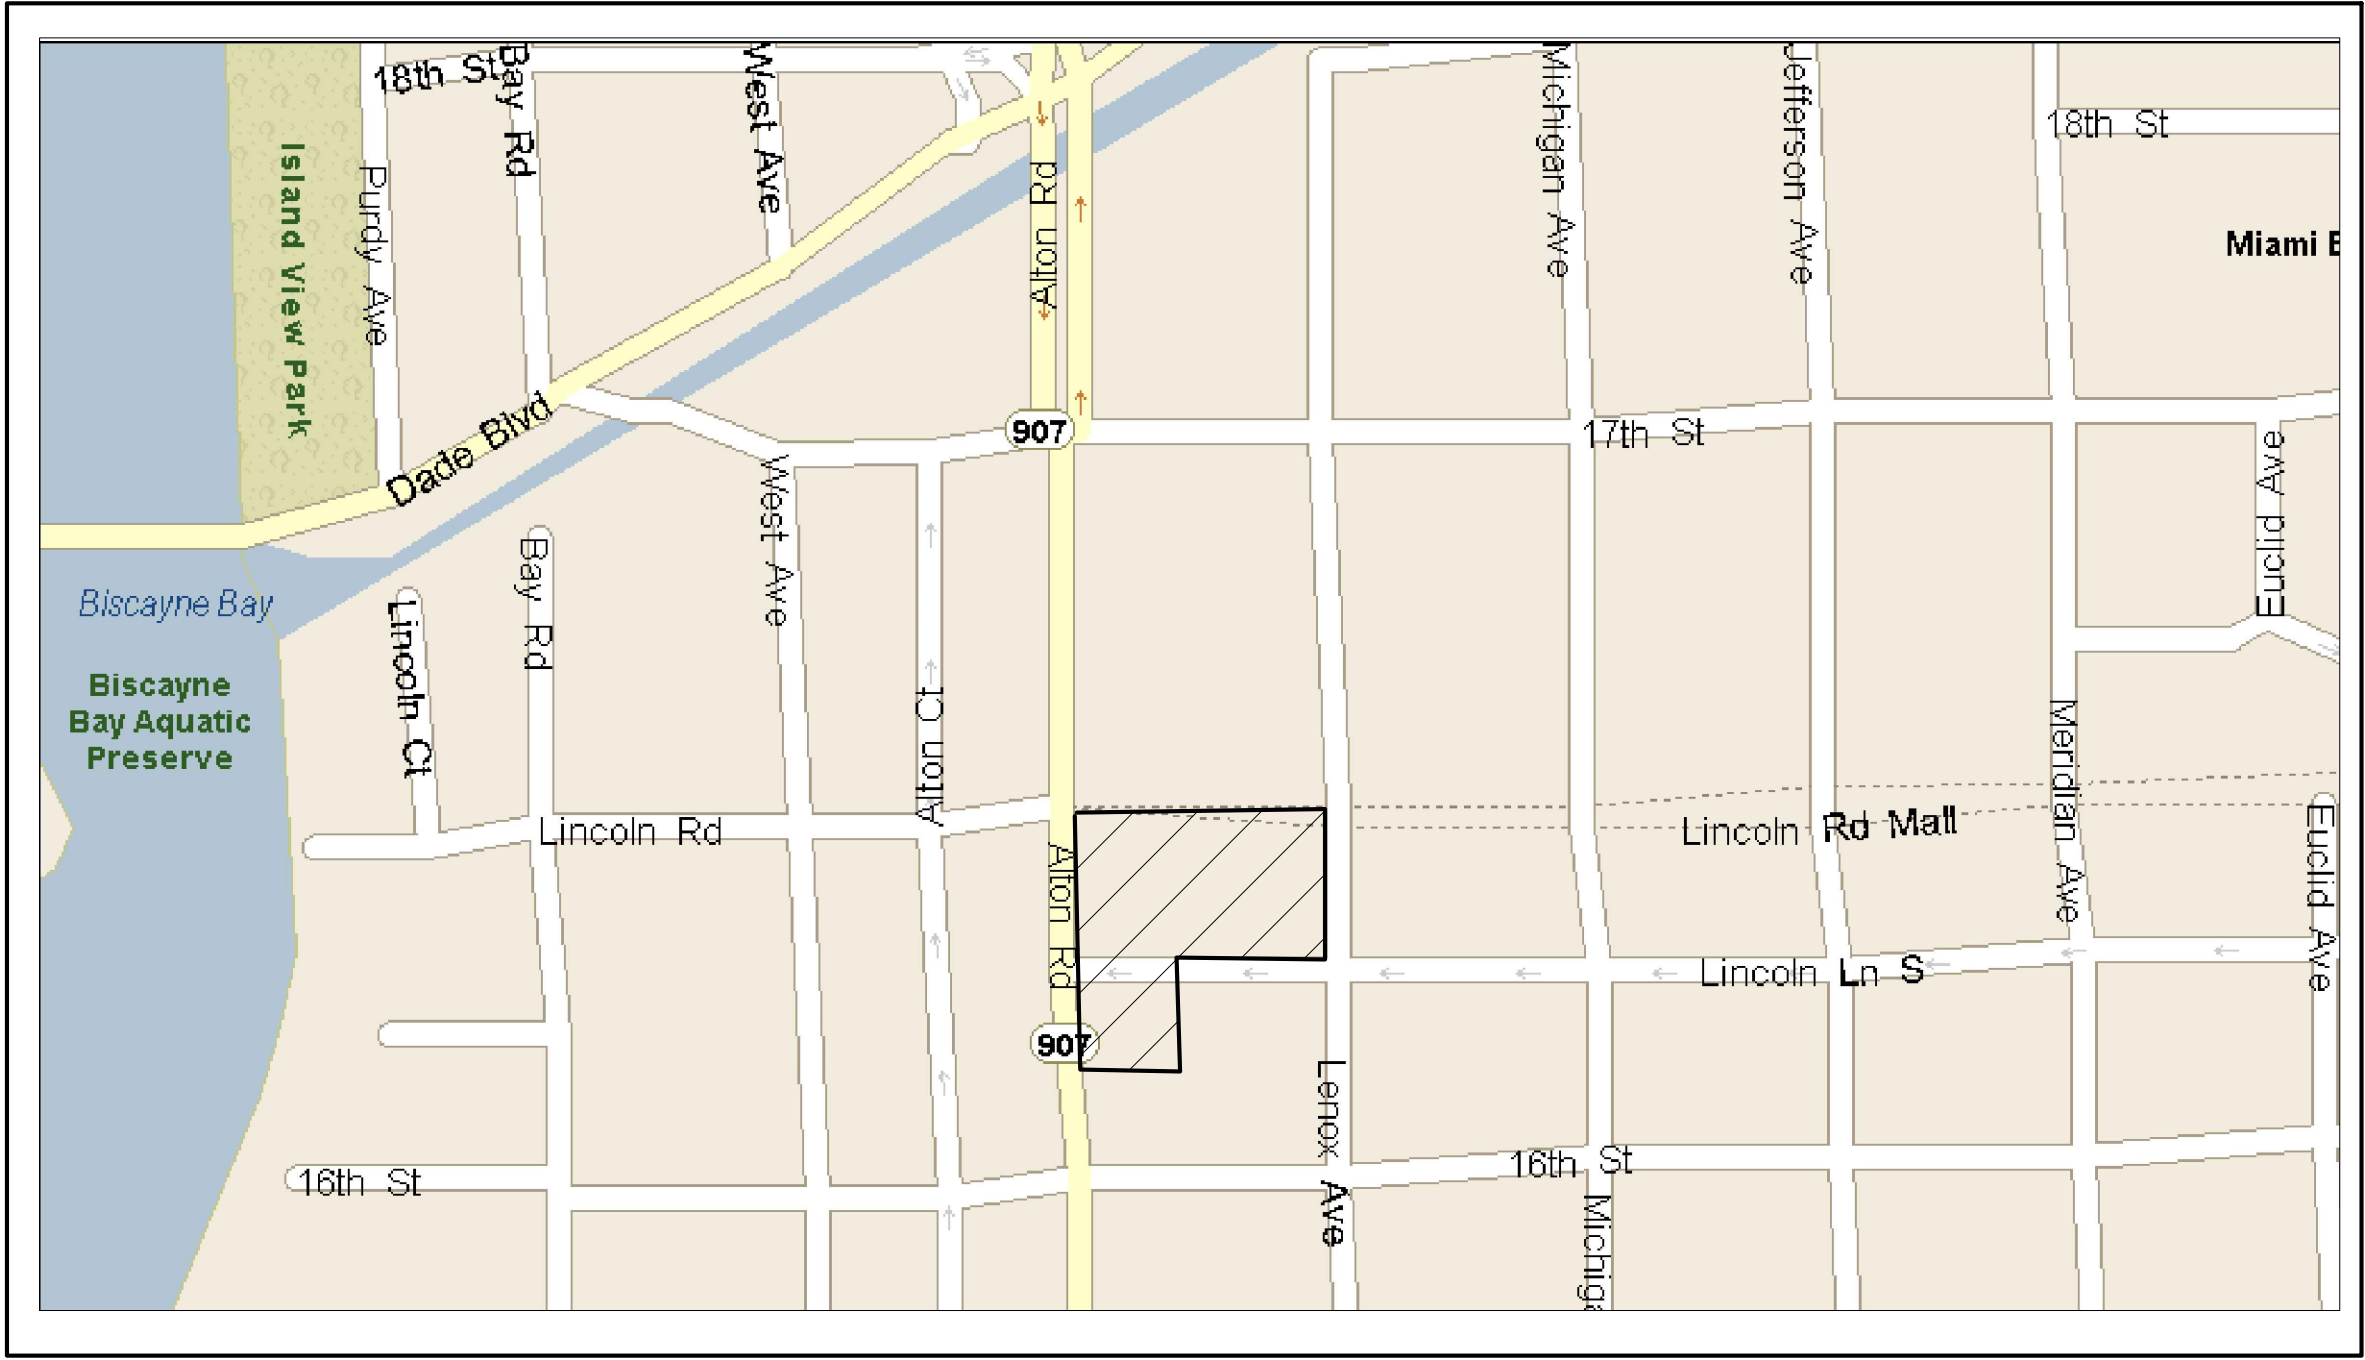 18th St
Bay Rd
West Ave
Michigan Ave
Jefferson Ave
18th St
Island View Park
Purdy Ave
Alton Rd
Miami
Dade Blvd
907
17th St
Euclid Ave
West Ave
Bay Rd
Biscayne Bay
Lincoln Ct
Biscayne
Bay Aquatic
Preserve
Alton Ct
Meridian Ave
Lincoln Rd
Lincoln Rd Mall
Alton Rd
Euclid Ave
Lincoln Ln S
907
Lenox Ave
16th St
16th St
Michiga